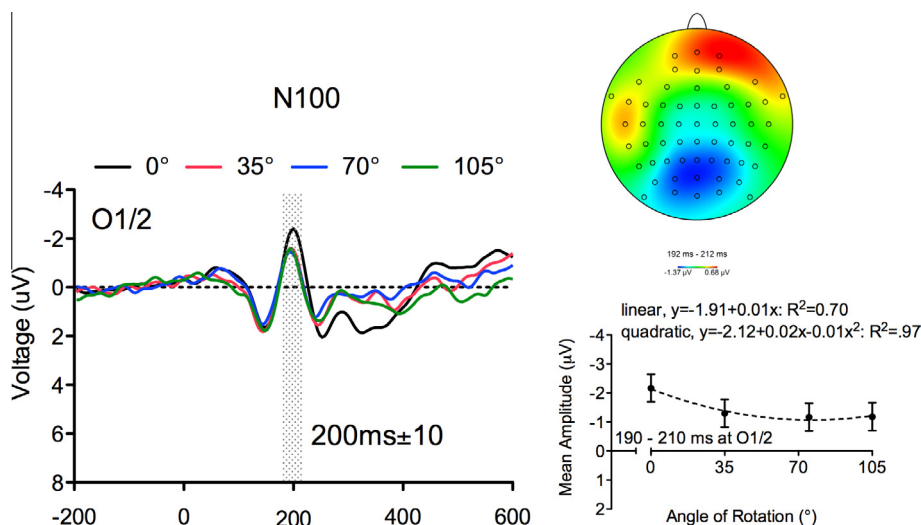 N100
0° 35° 70° 105°
O1/2
Voltage (uV)
-4
-2
0
2
4
6
8
200ms±10
-200 0 200 400 600
192 ms - 212 ms
-1.37 µV 0.68 µV
linear, y=-1.91+0.01x: R²=0.70
quadratic, y=-2.12+0.02x-0.01x²: R²=.97
Mean Amplitude (µV)
-4
-3
-2
-1
0
1
2
190 - 210 ms at O1/2
0 35 70 105
Angle of Rotation (°)